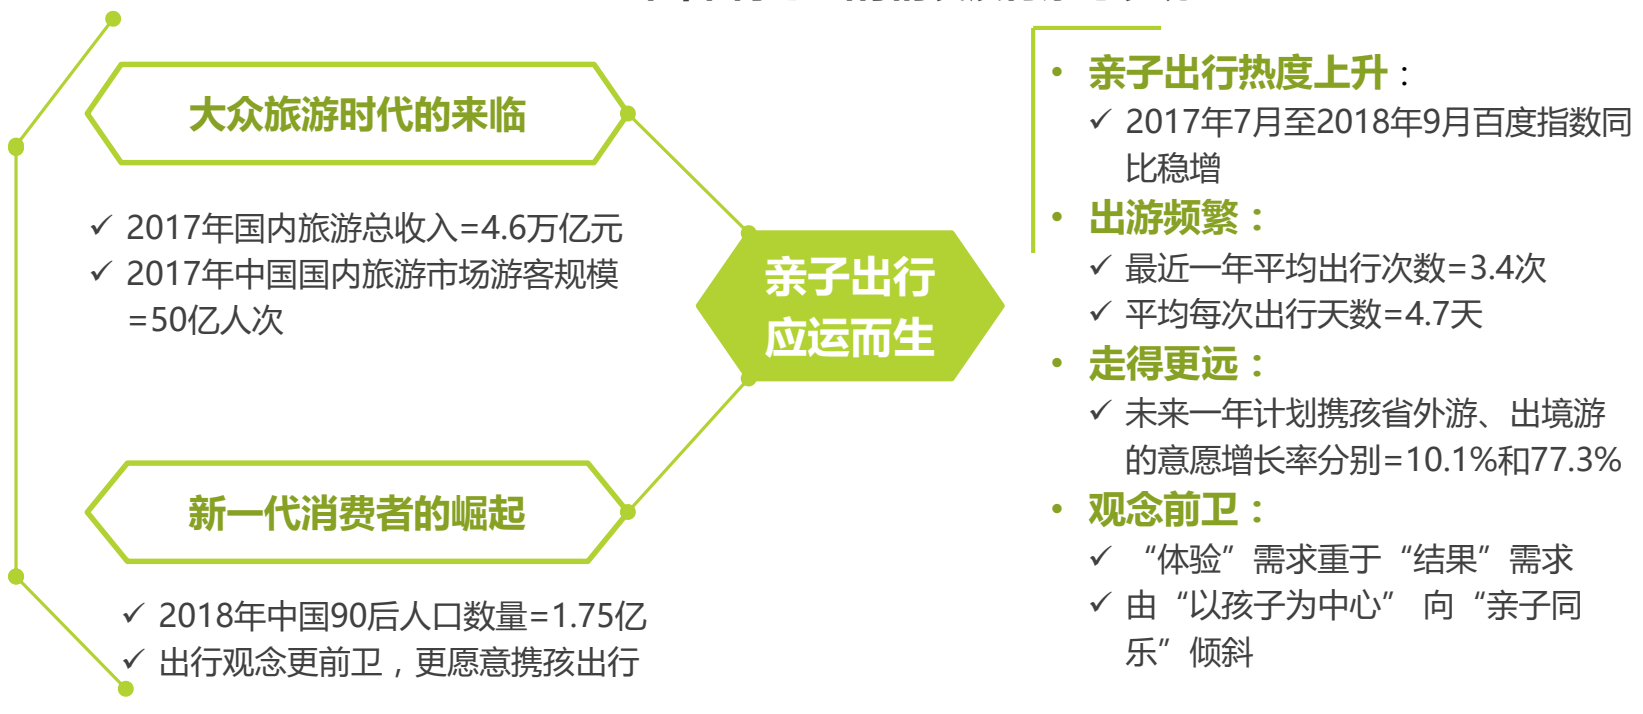 大众旅游时代的来临
✓ 2017年国内旅游总收入=4.6万亿元
✓ 2017年中国国内旅游市场游客规模
=50亿人次
新一代消费者的崛起
✓ 2018年中国90后人口数量=1.75亿
✓ 出行观念更前卫，更愿意携孩出行
亲子出行
应运而生
• 亲子出行热度上升：
✓ 2017年7月至2018年9月百度指数同
比稳增
• 出游频繁：
✓ 最近一年平均出行次数=3.4次
✓ 平均每次出行天数=4.7天
• 走得更远：
✓ 未来一年计划携孩省外游、出境游
的意愿增长率分别=10.1%和77.3%
• 观念前卫：
✓ “体验”需求重于“结果”需求
✓ 由“以孩子为中心” 向“亲子同
乐”倾斜